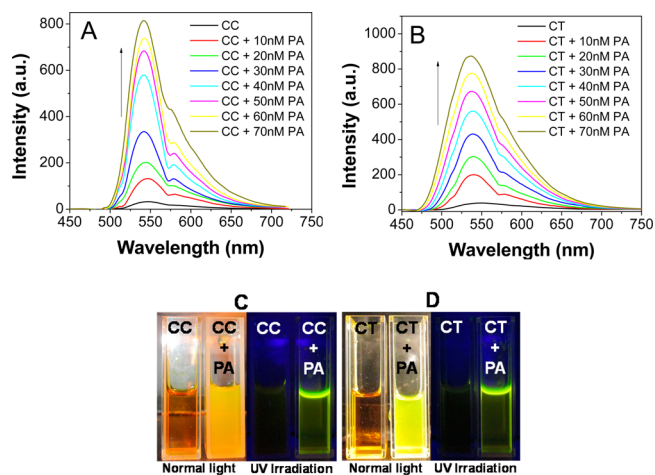 A
Intensity (a.u.)
800
600
400
200
0
450 500 550 600 650 700 750
Wavelength (nm)
CC
CC + 10nM PA
CC + 20nM PA
CC + 30nM PA
CC + 40nM PA
CC + 50nM PA
CC + 60nM PA
CC + 70nM PA
B
Intensity (a.u.)
1000
800
600
400
200
0
450 500 550 600 650 700 750
Wavelength (nm)
CT
CT + 10nM PA
CT + 20nM PA
CT + 30nM PA
CT + 40nM PA
CT + 50nM PA
CT + 60nM PA
CT + 70nM PA
C
CC
CC
+
PA
CC
CC
+
PA
Normal light
UV Irradiation
D
CT
CT
+
PA
CT
CT
+
PA
Normal light
UV Irradiation